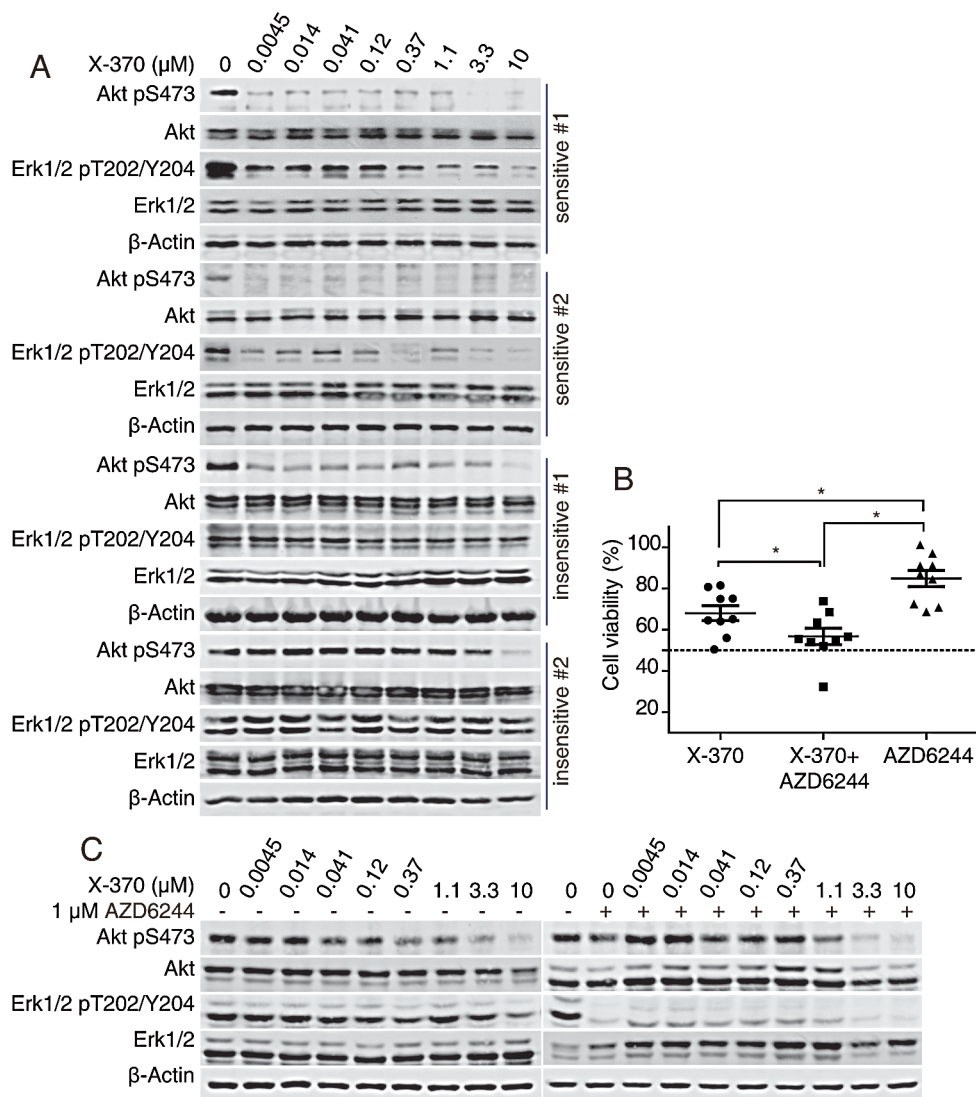 A
X-370 (µM) 0 0.0045 0.014 0.041 0.12 0.37 1.1 3.3 10
Akt pS473
Akt
Erk1/2 pT202/Y204
Erk1/2
β-Actin
sensitive #1
Akt pS473
Akt
Erk1/2 pT202/Y204
Erk1/2
β-Actin
sensitive #2
Akt pS473
Akt
Erk1/2 pT202/Y204
Erk1/2
β-Actin
insensitive #1
Akt pS473
Akt
Erk1/2 pT202/Y204
Erk1/2
β-Actin
insensitive #2
B
*
*
*
Cell viability (%)
100
80
60
40
20
X-370 X-370+ AZD6244
AZD6244
C
X-370 (µM) 0 0.0045 0.014 0.041 0.12 0.37 1.1 3.3 10 0 0 0.0045 0.014 0.041 0.12 0.37 1.1 3.3 10
1 µM AZD6244 - - - - - - - - - - + + + + + + + + +
Akt pS473
Akt
Erk1/2 pT202/Y204
Erk1/2
β-Actin